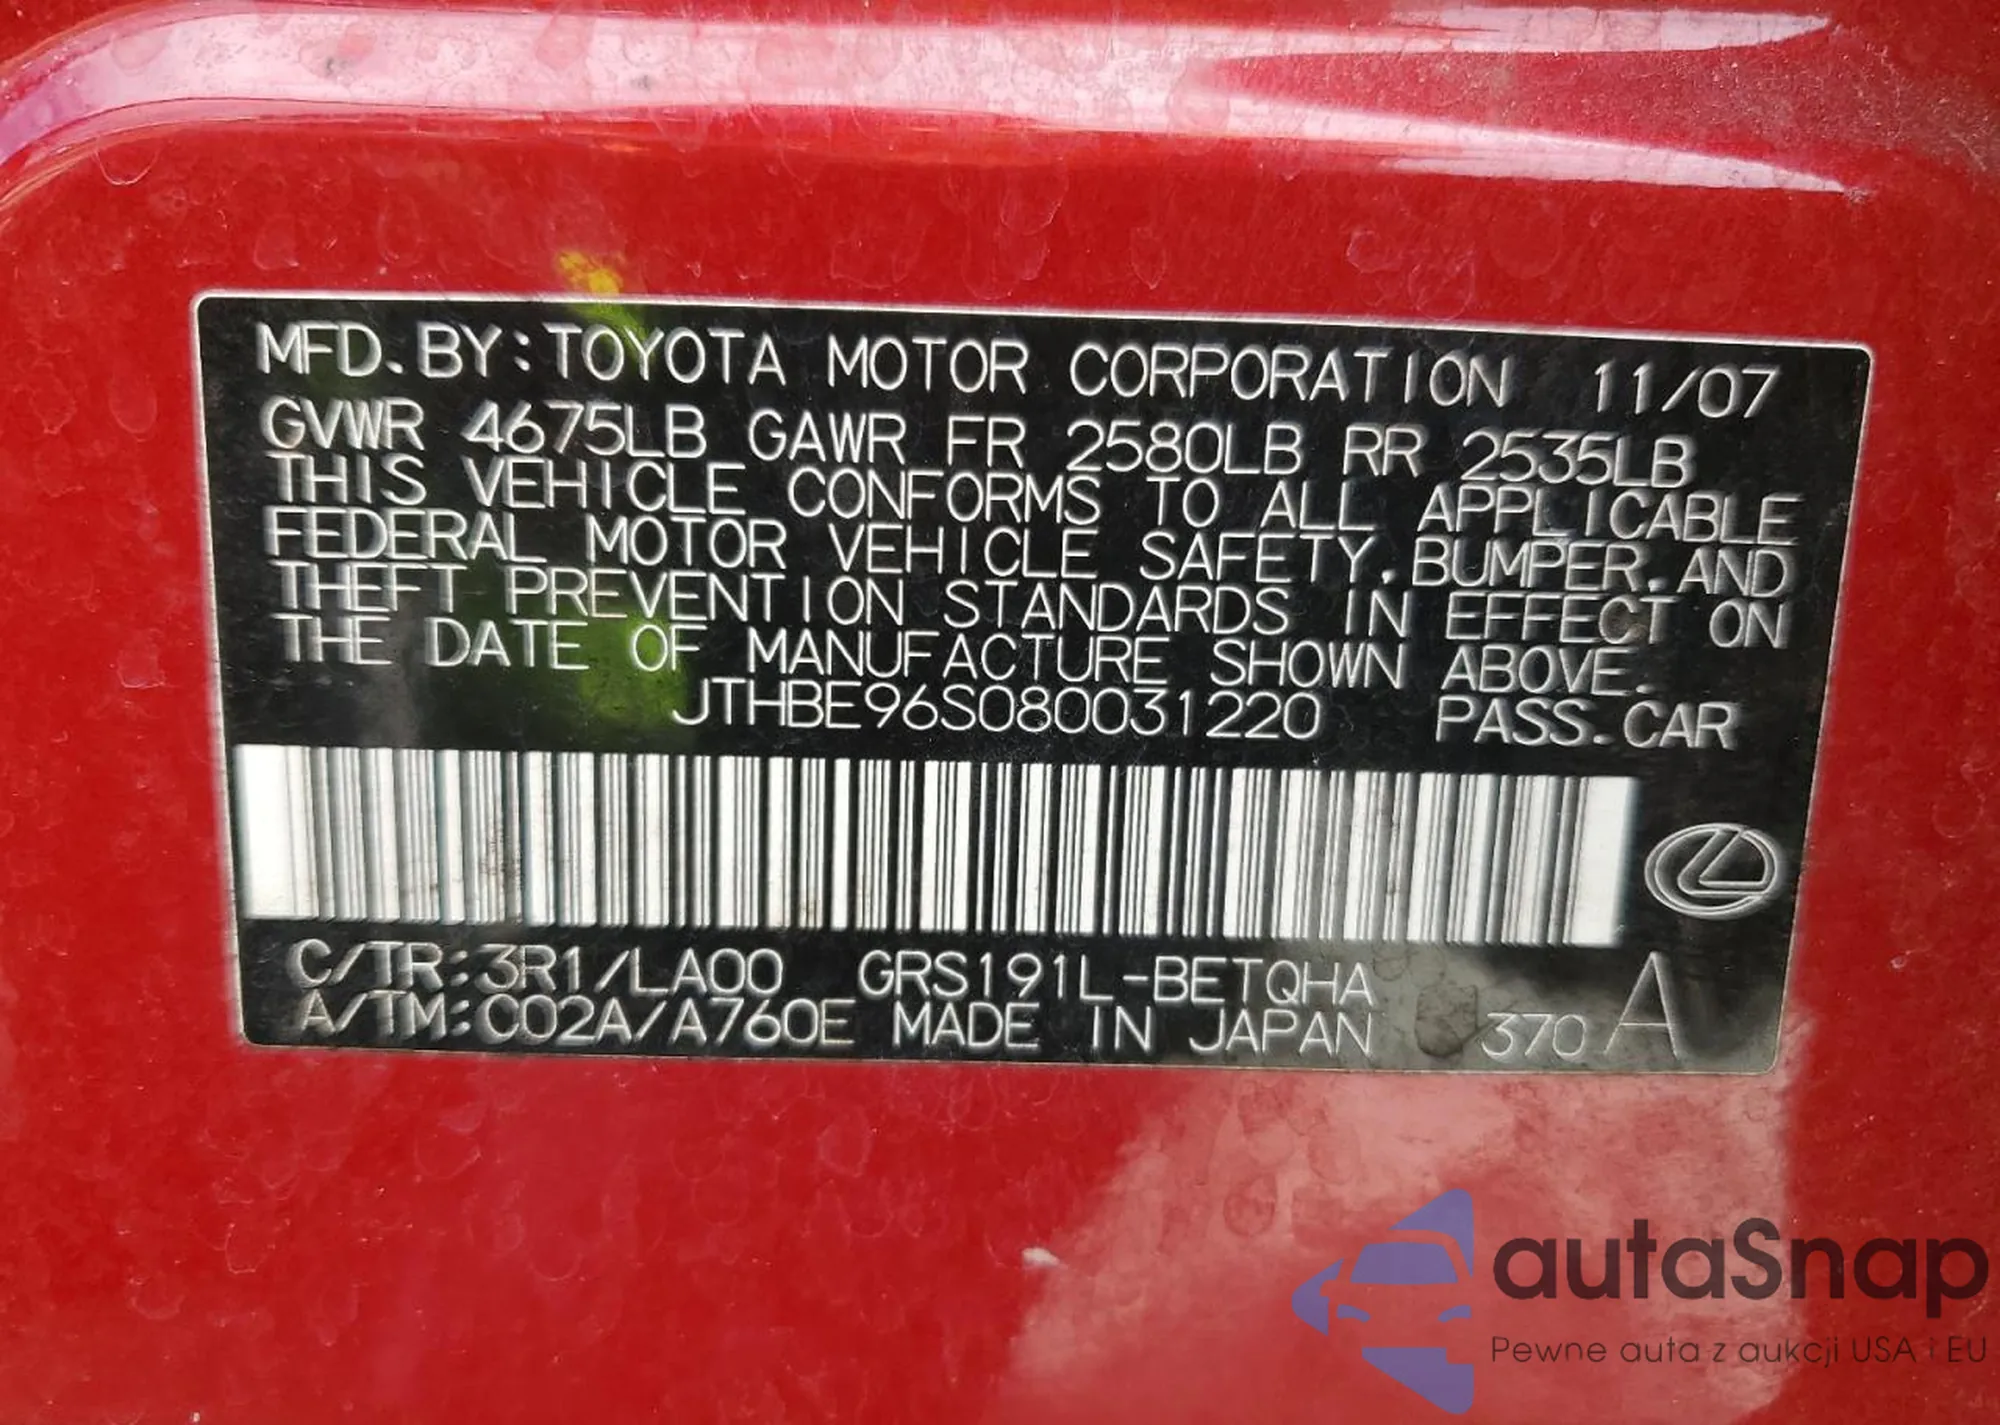 MFD. BY: TOYOTA MOTOR CORPORATION 11/07
GVWR 4675LB GAWR FR 2580LB RR 2535LB
THIS VEHICLE CONFORMS TO ALL APPLICABLE
FEDERAL MOTOR VEHICLE SAFETY, BUMPER, AND
THEFT PREVENTION STANDARDS IN EFFECT ON
THE DATE OF MANUFACTURE SHOWN ABOVE.
JTHBE96S080031220 PASS. CAR
C/TR: 3R1/LA00 GRS191L-BETQHA
A/TM: C02A/A760E MADE IN JAPAN 370 A
autaSnap
Pewne auta z aukcji USA i EU